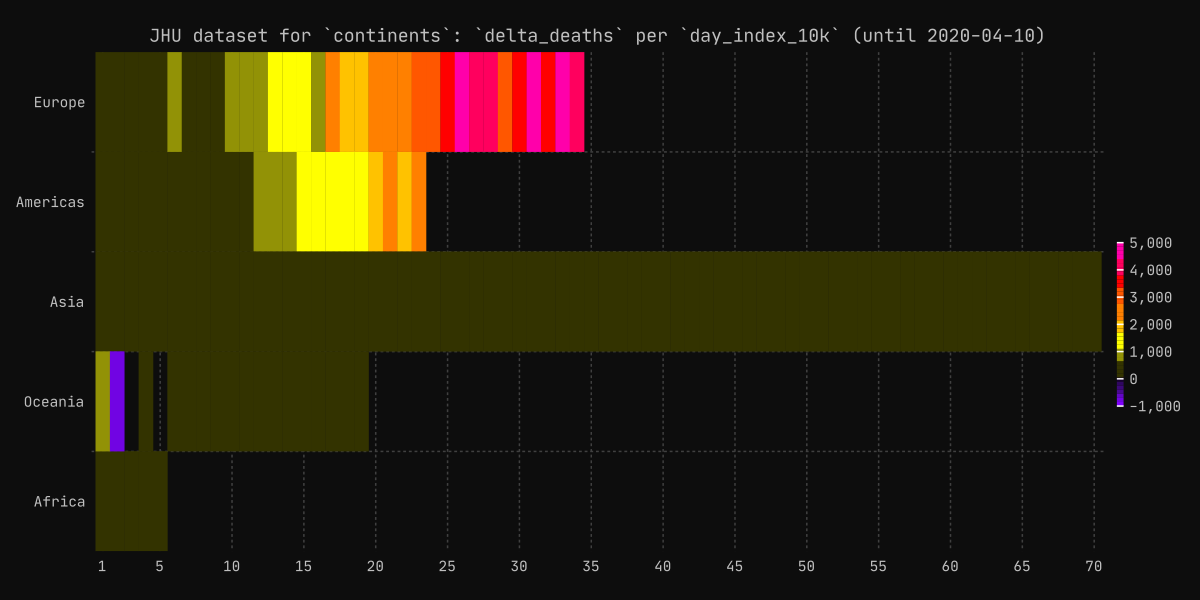 JHU dataset for `continents`: `delta_deaths` per `day_index_10k` (until 2020-04-10)
Europe
Americas
Asia
Oceania
Africa
5,000
4,000
3,000
2,000
1,000
0
-1,000
1 5 10 15 20 25 30 35 40 45 50 55 60 65 70